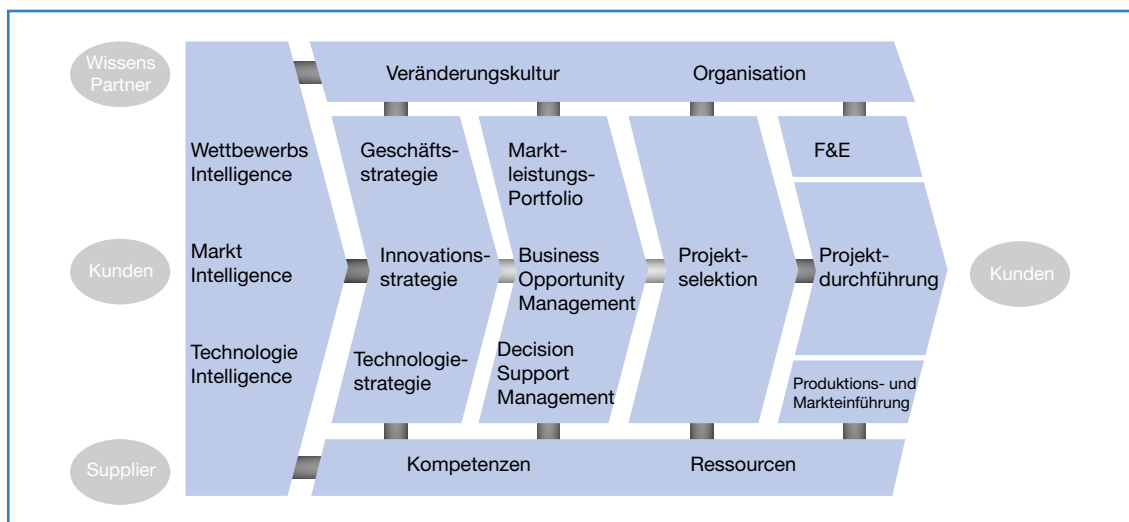 Wissens
Partner
Veränderungskultur
Organisation
Wettbewerbs
Intelligence
Geschäfts-
strategie
Markt-
leistungs-
Portfolio
F&E
Kunden
Markt
Intelligence
Innovations-
strategie
Business
Opportunity
Management
Projekt-
selektion
Projekt-
durchführung
Kunden
Technologie
Intelligence
Technologie-
strategie
Decision
Support
Management
Produktions- und
Markteinführung
Supplier
Kompetenzen
Ressourcen